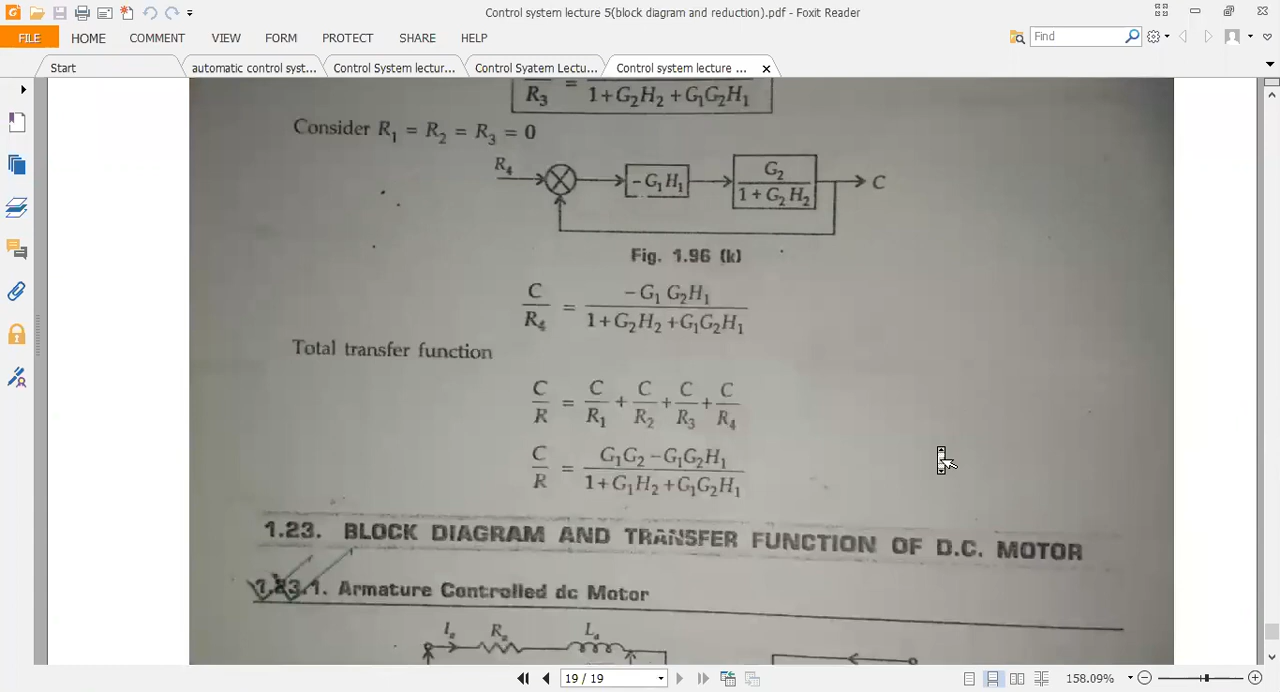 Control system lecture 5(block diagram and reduction).pdf - Foxit Reader
FILE HOME COMMENT VIEW FORM PROTECT SHARE HELP Find
Start automatic control syst... Control System lectur... Control Syatem Lectu... Control system lecture ...
R₃ = 1+G₂H₂+G₁G₂H₁
Consider R₁ = R₂ = R₃ = 0
R₄ -G₁H₁ G₂ / 1+G₂H₂ C
Fig. 1.96 (k)
C/R₄ = -G₁G₂H₁ / 1+G₂H₂+G₁G₂H₁
Total transfer function
C/R = C/R₁ + C/R₂ + C/R₃ + C/R₄
C/R = G₁G₂-G₁G₂H₁ / 1+G₁H₂+G₁G₂H₁
1.23. BLOCK DIAGRAM AND TRANSFER FUNCTION OF D.C. MOTOR
1.23.1. Armature Controlled dc Motor
Iₐ Rₐ Lₐ
19 / 19 158.09%